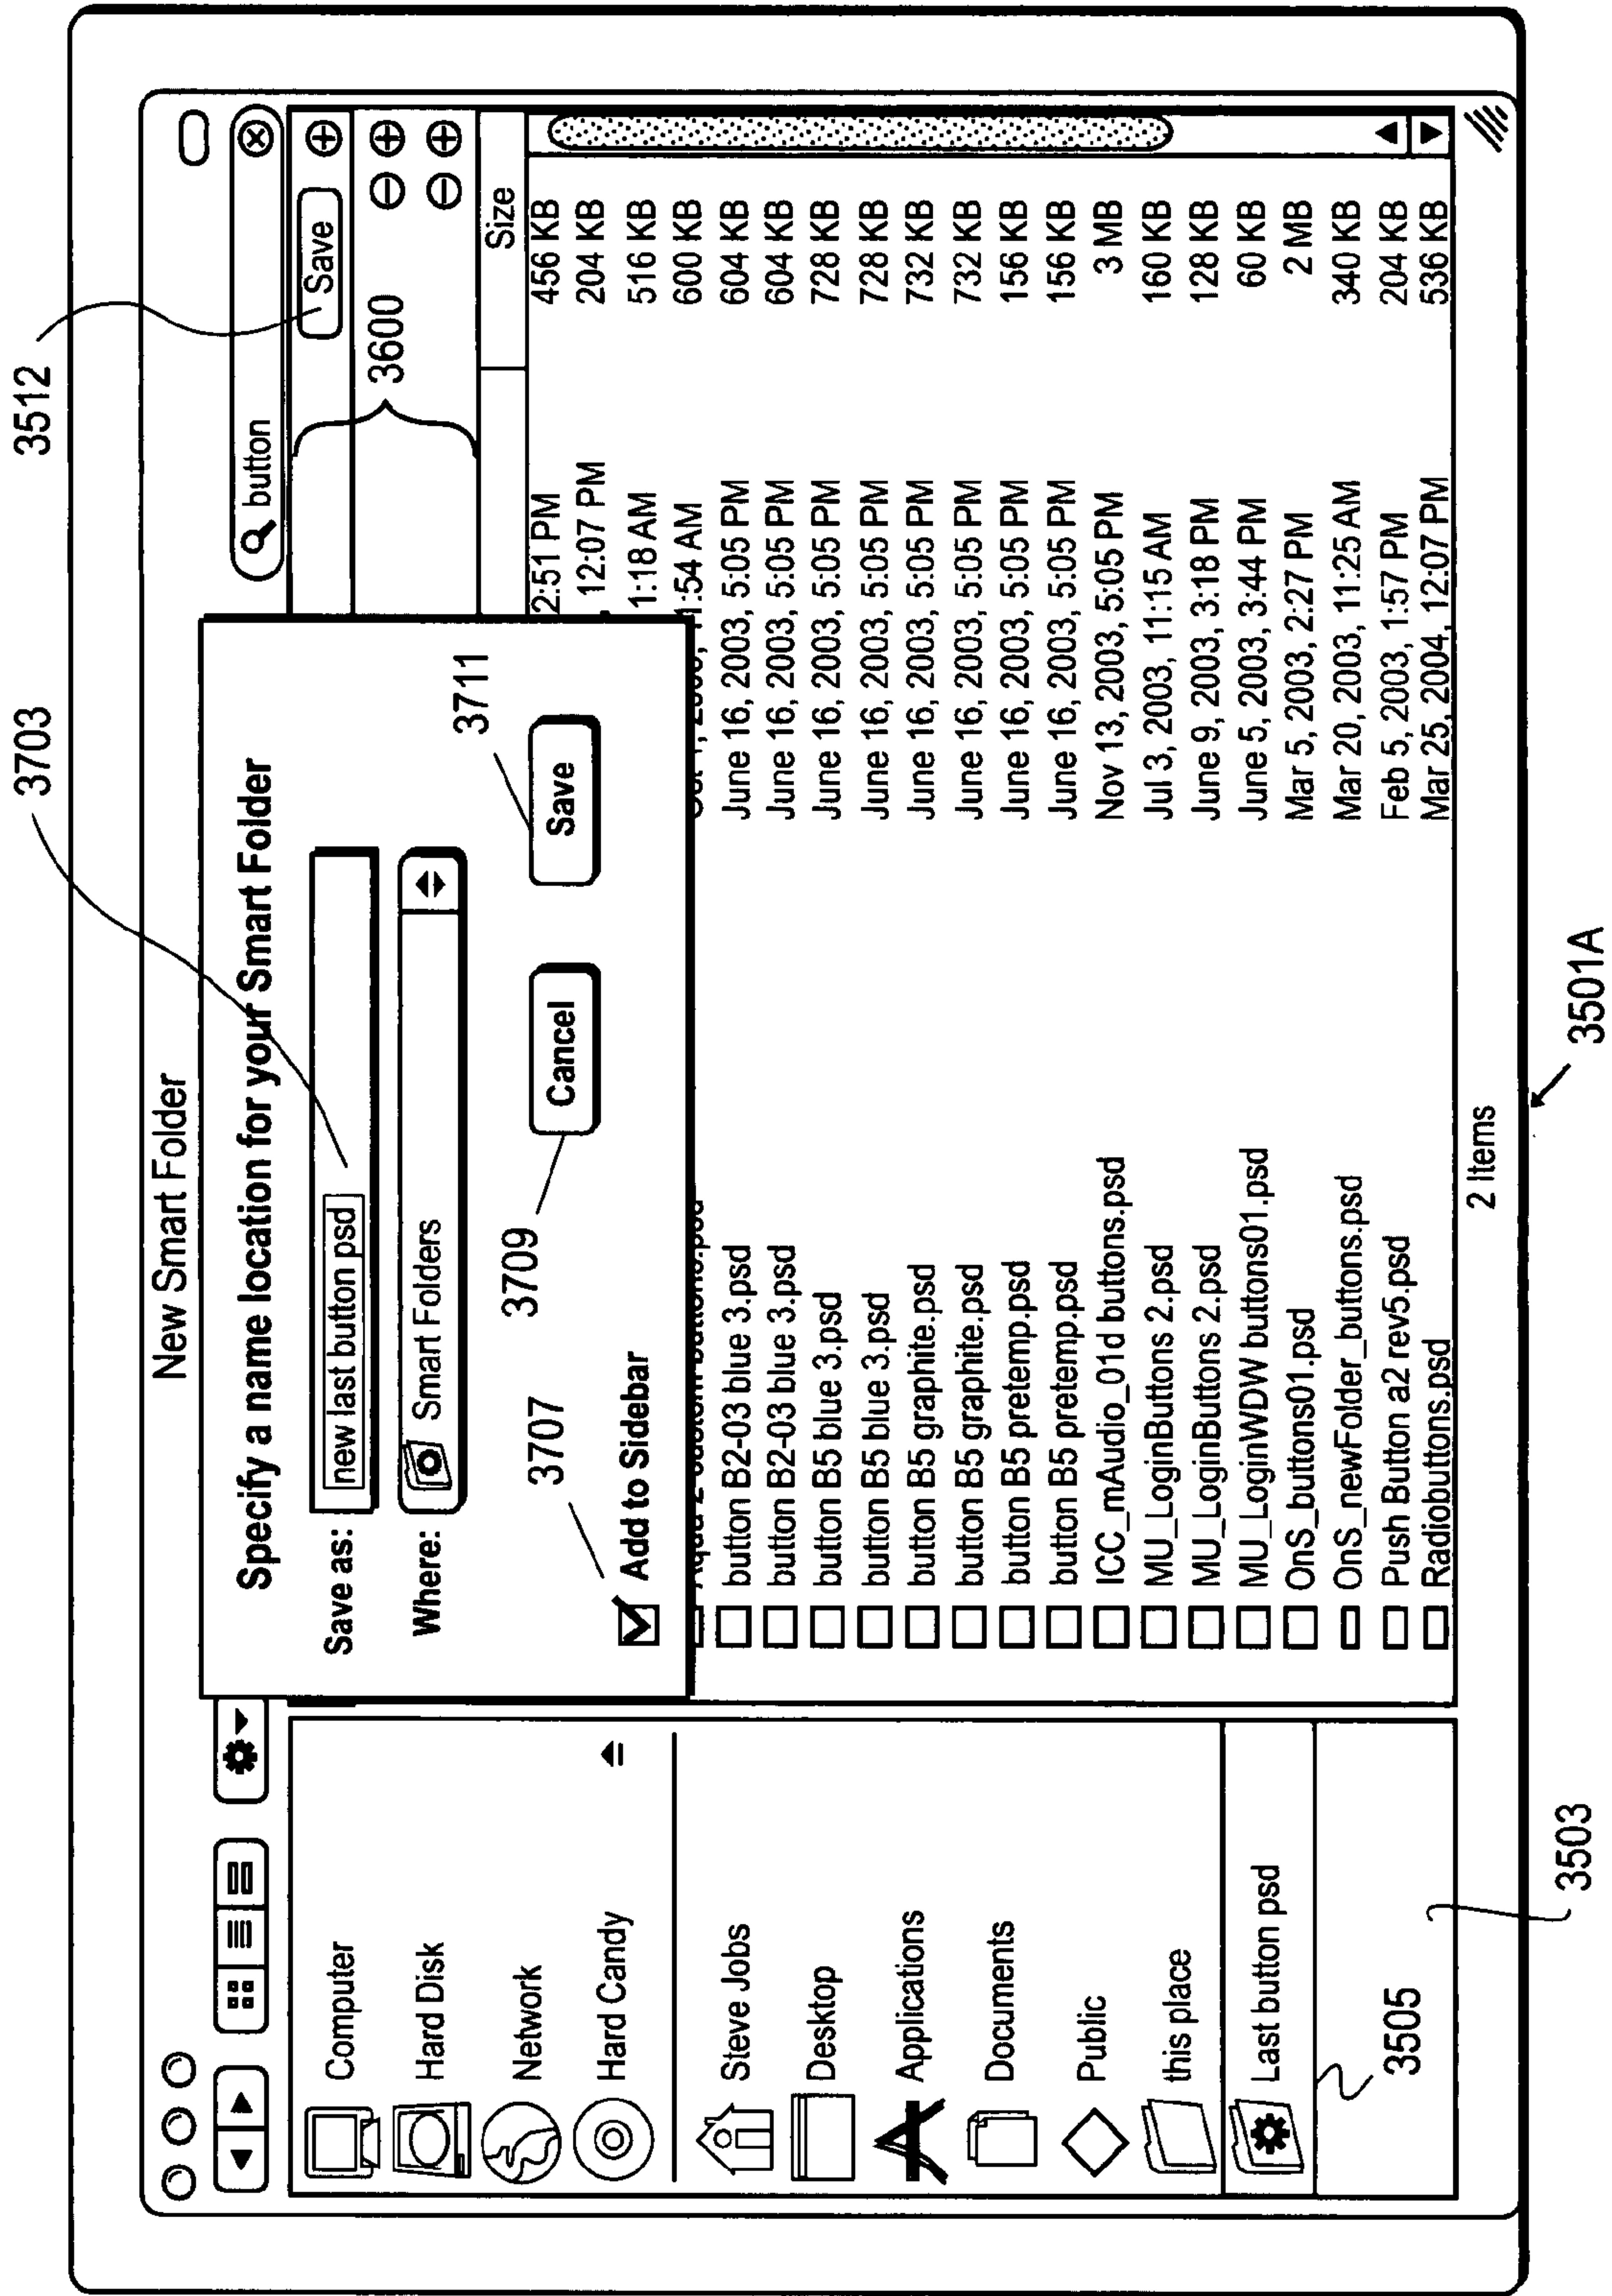 3703
3512
New Smart Folder
button
Specify a name location for your Smart Folder
Save as: new last button psd
Where: Smart Folders
3707
3709
3711
Add to Sidebar
Cancel
Save
Save
3600
Size
2:51 PM 456 KB
12:07 PM 204 KB
1:18 AM 516 KB
1:54 AM 600 KB
button B2-03 blue 3.psd June 16, 2003, 5:05 PM 604 KB
button B2-03 blue 3.psd June 16, 2003, 5:05 PM 604 KB
button B5 blue 3.psd June 16, 2003, 5:05 PM 728 KB
button B5 blue 3.psd June 16, 2003, 5:05 PM 728 KB
button B5 graphite.psd June 16, 2003, 5:05 PM 732 KB
button B5 graphite.psd June 16, 2003, 5:05 PM 732 KB
button B5 pretemp.psd June 16, 2003, 5:05 PM 156 KB
button B5 pretemp.psd June 16, 2003, 5:05 PM 156 KB
ICC_mAudio_01d buttons.psd Nov 13, 2003, 5:05 PM 3 MB
MU_LoginButtons 2.psd Jul 3, 2003, 11:15 AM 160 KB
MU_LoginButtons 2.psd June 9, 2003, 3:18 PM 128 KB
MU_LoginWDW buttons01.psd June 5, 2003, 3:44 PM 60 KB
OnS_buttons01.psd Mar 5, 2003, 2:27 PM 2 MB
OnS_newFolder_buttons.psd Mar 20, 2003, 11:25 AM 340 KB
Push Button a2 rev5.psd Feb 5, 2003, 1:57 PM 204 KB
Radiobuttons.psd Mar 25, 2004, 12:07 PM 536 KB
2 Items
Computer
Hard Disk
Network
Hard Candy
Steve Jobs
Desktop
Applications
Documents
Public
this place
Last button psd
3505
3503
3501A